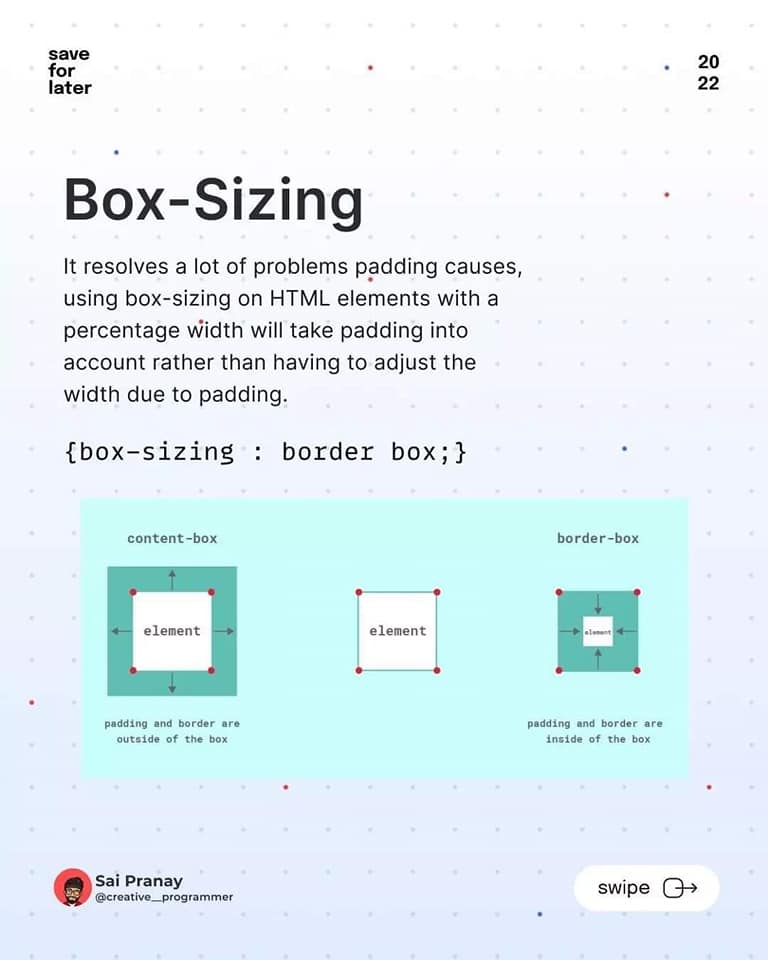 save
for
later
20
22
Box-Sizing
It resolves a lot of problems padding causes,
using box-sizing on HTML elements with a
percentage width will take padding into
account rather than having to adjust the
width due to padding.
{box-sizing : border box;}
content-box
element
padding and border are
outside of the box
element
border-box
element
padding and border are
inside of the box
Sai Pranay
@creative__programmer
swipe